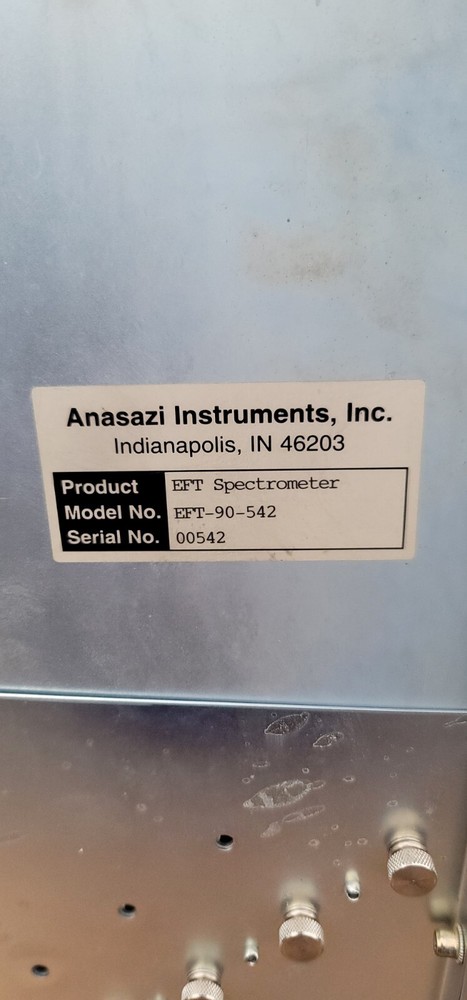 Anasazi Instruments, Inc.
Indianapolis, IN 46203
Product EFT Spectrometer
Model No. EFT-90-542
Serial No. 00542